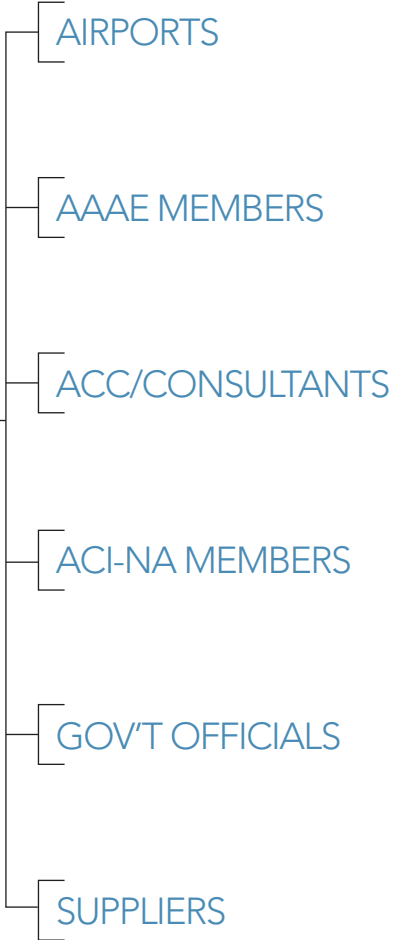 AIRPORTS
AAAE MEMBERS
ACC/CONSULTANTS
ACI-NA MEMBERS
GOV'T OFFICIALS
SUPPLIERS